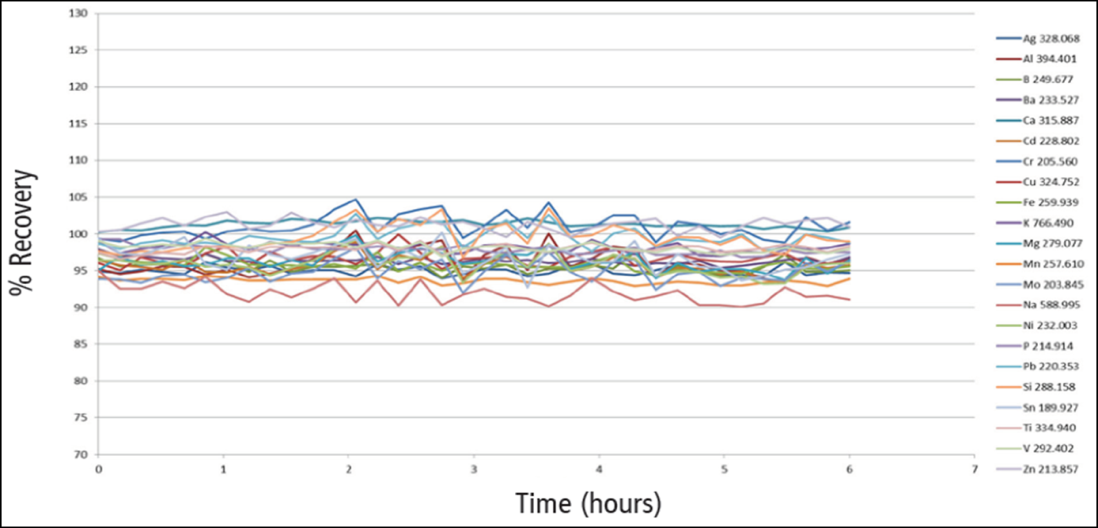 130
125
120
115
110
105
100
95
90
85
80
75
70
% Recovery
0 1 2 3 4 5 6 7
Time (hours)
Ag 328.068
Al 394.401
B 249.677
Ba 233.527
Ca 315.887
Cd 228.802
Cr 205.560
Cu 324.752
Fe 259.939
K 766.490
Mg 279.077
Mn 257.610
Mo 203.845
Na 588.995
Ni 232.003
P 214.914
Pb 220.353
Si 288.158
Sn 189.927
Ti 334.940
V 292.402
Zn 213.857